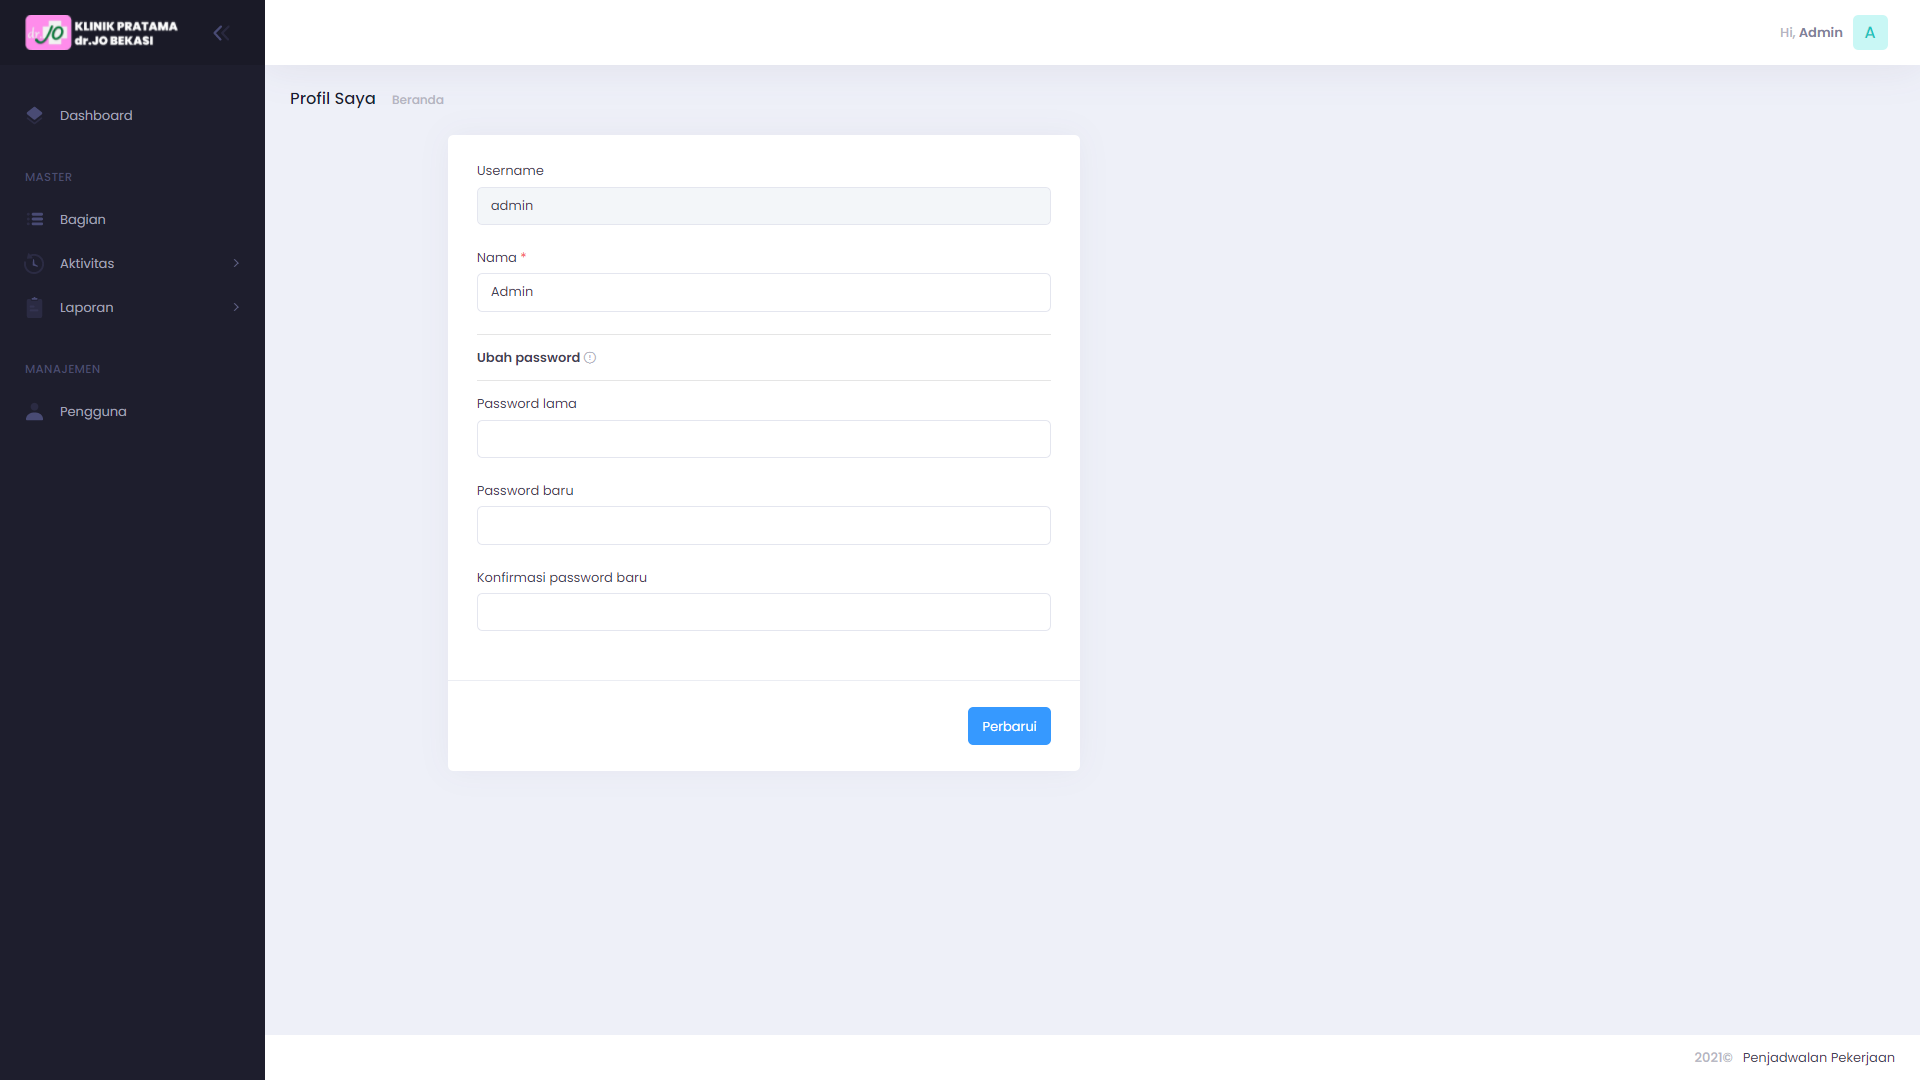 dr.JO KLINIK PRATAMA
dr.JO BEKASI
Hi, Admin A
Profil Saya Beranda
Dashboard
MASTER
Bagian
Aktivitas
Laporan
MANAJEMEN
Pengguna
Username
admin
Nama *
Admin
Ubah password
Password lama
Password baru
Konfirmasi password baru
Perbarui
2021© Penjadwalan Pekerjaan